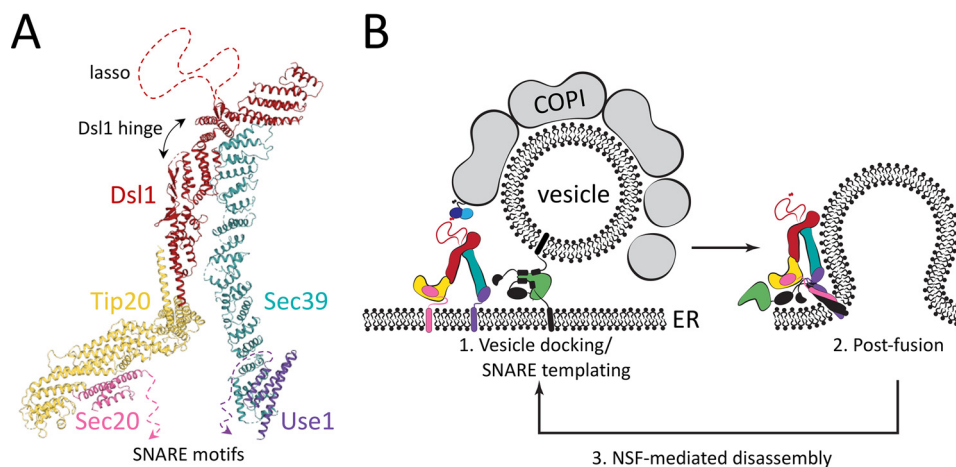 A
lasso
Dsl1 hinge
Dsl1
Tip20
Sec39
Sec20
Use1
SNARE motifs
B
COPI
vesicle
ER
1. Vesicle docking/
SNARE templating
2. Post-fusion
3. NSF-mediated disassembly